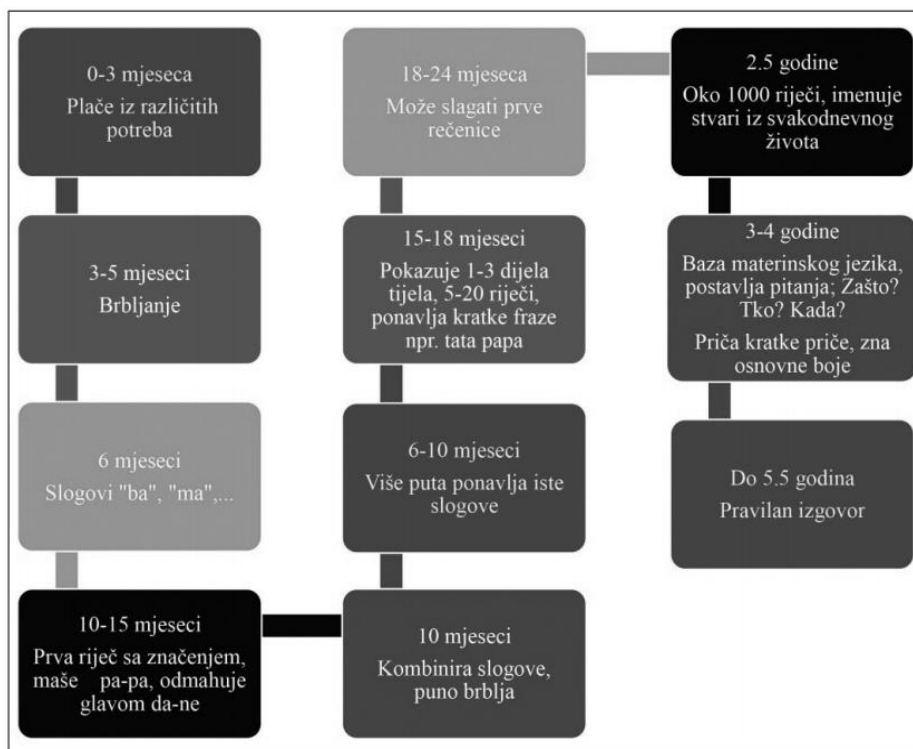 0-3 mjeseca
Plače iz različitih
potreba
3-5 mjeseci
Brbljanje
6 mjeseci
Slogovi "ba", "ma",...
10-15 mjeseci
Prva riječ sa značenjem,
maše pa-pa, odmahuje
glavom da-ne
10 mjeseci
Kombinira slogove,
puno brblja
6-10 mjeseci
Više puta ponavlja iste
slogove
15-18 mjeseci
Pokazuje 1-3 dijela
tijela, 5-20 riječi,
ponavlja kratke fraze
npr. tata papa
18-24 mjeseca
Može slagati prve
rečenice
2.5 godine
Oko 1000 riječi, imenuje
stvari iz svakodnevnog
života
3-4 godine
Baza materinskog jezika,
postavlja pitanja; Zašto?
Tko? Kada?
Priča kratke priče, zna
osnovne boje
Do 5.5 godina
Pravilan izgovor